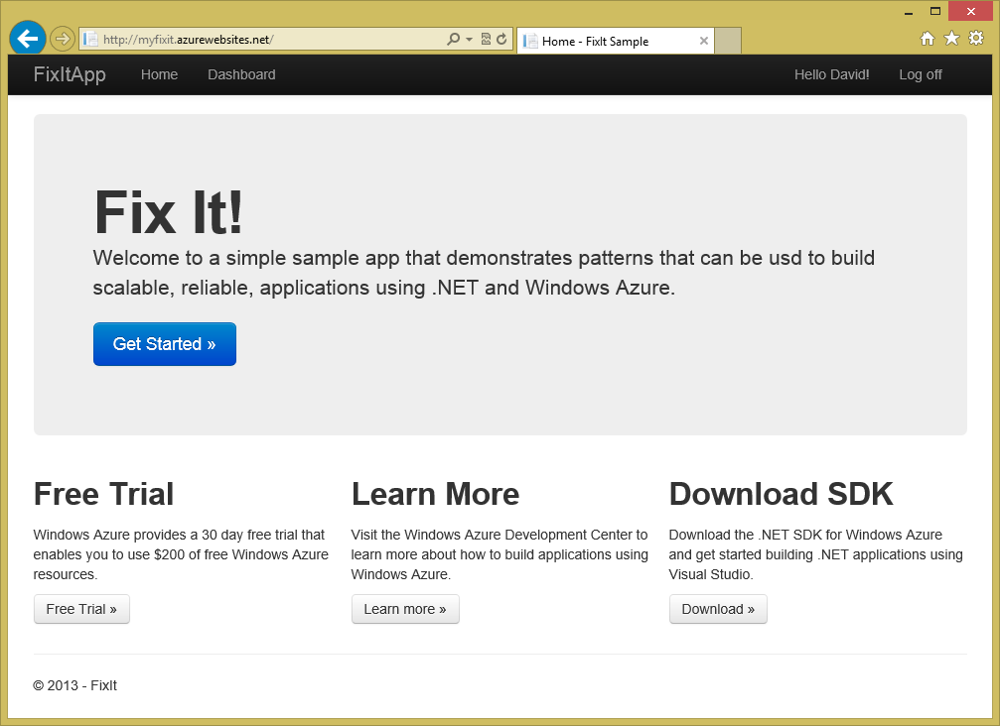 http://myfixit.azurewebsites.net/
Home - FixIt Sample
FixItApp
Home
Dashboard
Hello David!
Log off
Fix It!
Welcome to a simple sample app that demonstrates patterns that can be usd to build
scalable, reliable, applications using .NET and Windows Azure.
Get Started »
Free Trial
Windows Azure provides a 30 day free trial that
enables you to use $200 of free Windows Azure
resources.
Free Trial »
Learn More
Visit the Windows Azure Development Center to
learn more about how to build applications using
Windows Azure.
Learn more »
Download SDK
Download the .NET SDK for Windows Azure
and get started building .NET applications using
Visual Studio.
Download »
© 2013 - FixIt